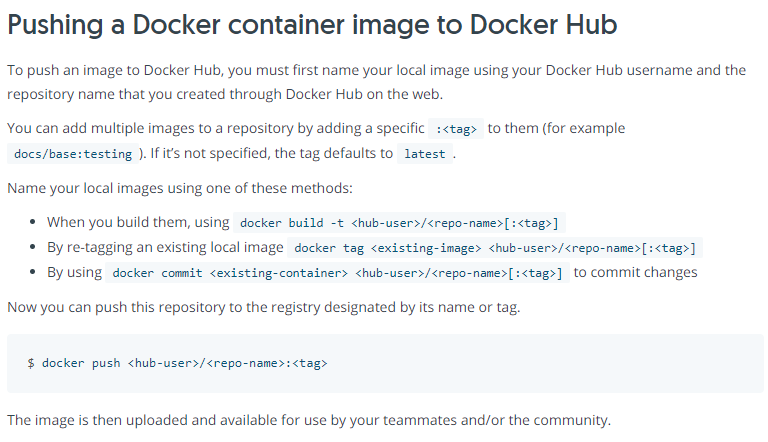 Pushing a Docker container image to Docker Hub
To push an image to Docker Hub, you must first name your local image using your Docker Hub username and the
repository name that you created through Docker Hub on the web.
You can add multiple images to a repository by adding a specific :<tag> to them (for example
docs/base:testing ). If it’s not specified, the tag defaults to latest .
Name your local images using one of these methods:
• When you build them, using docker build -t <hub-user>/<repo-name>[:<tag>]
• By re-tagging an existing local image docker tag <existing-image> <hub-user>/<repo-name>[:<tag>]
• By using docker commit <existing-container> <hub-user>/<repo-name>[:<tag>] to commit changes
Now you can push this repository to the registry designated by its name or tag.
$ docker push <hub-user>/<repo-name>:<tag>
The image is then uploaded and available for use by your teammates and/or the community.